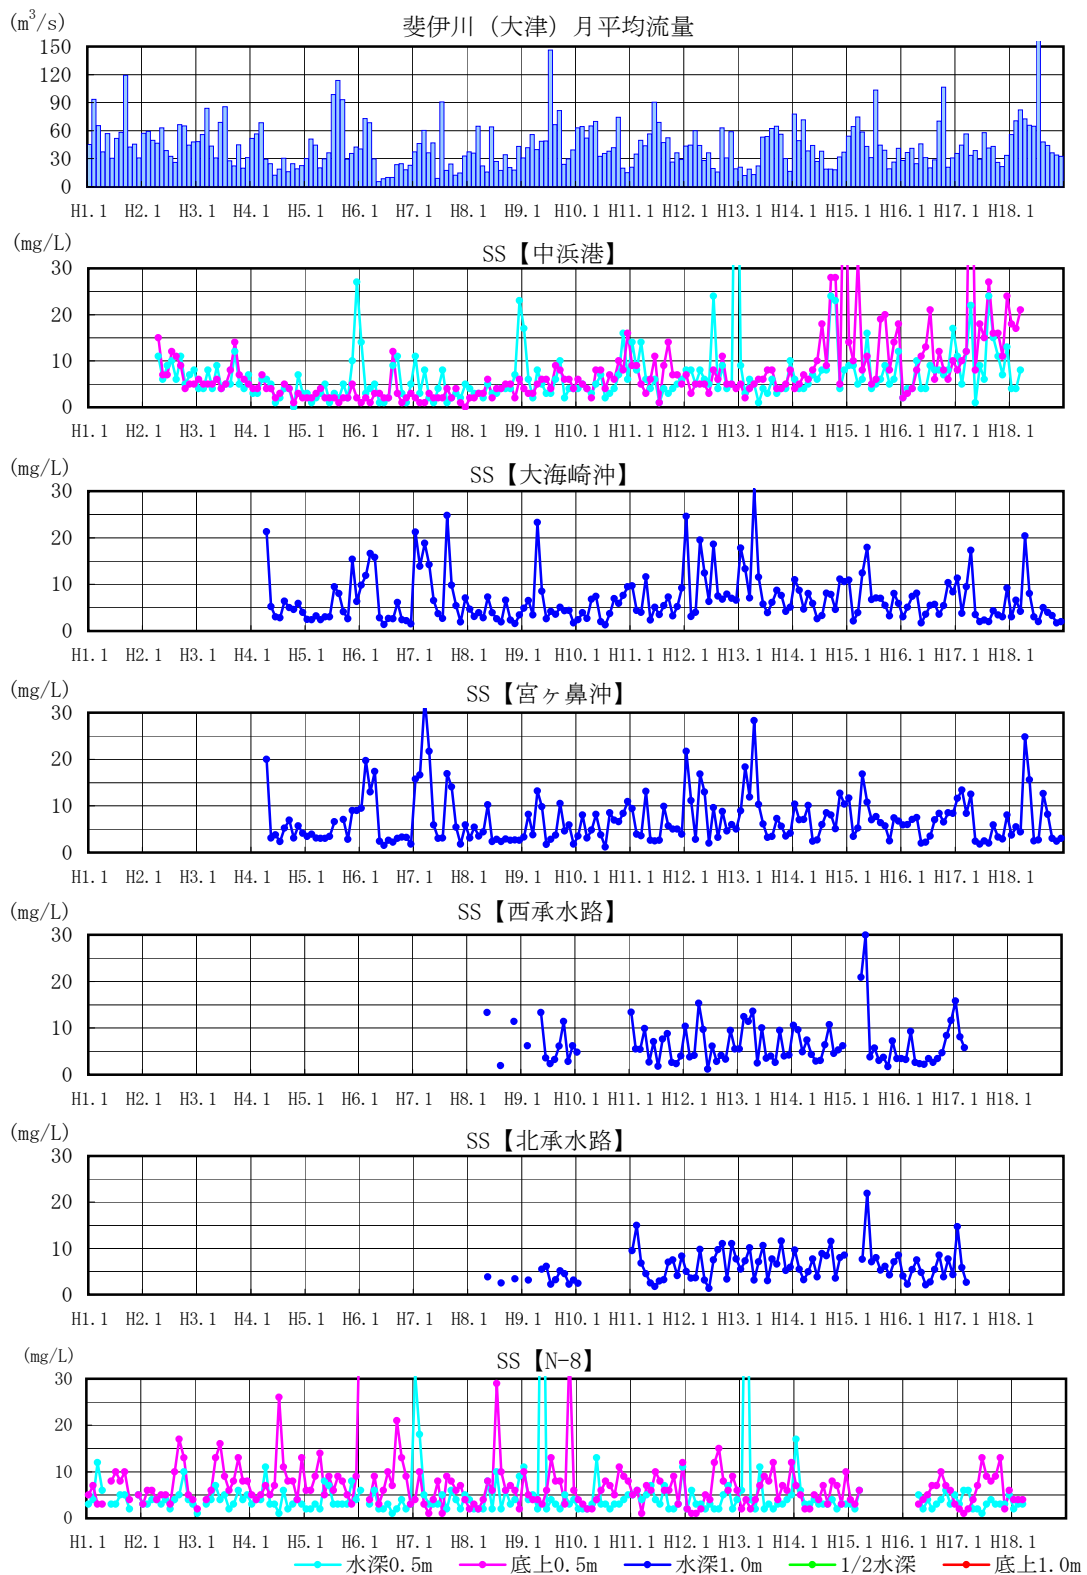 (m³/s)
斐伊川（大津）月平均流量
150
120
90
60
30
0
H1.1 H2.1 H3.1 H4.1 H5.1 H6.1 H7.1 H8.1 H9.1 H10.1 H11.1 H12.1 H13.1 H14.1 H15.1 H16.1 H17.1 H18.1
(mg/L)
SS【中浜港】
30
20
10
0
H1.1 H2.1 H3.1 H4.1 H5.1 H6.1 H7.1 H8.1 H9.1 H10.1 H11.1 H12.1 H13.1 H14.1 H15.1 H16.1 H17.1 H18.1
(mg/L)
SS【大海崎沖】
30
20
10
0
H1.1 H2.1 H3.1 H4.1 H5.1 H6.1 H7.1 H8.1 H9.1 H10.1 H11.1 H12.1 H13.1 H14.1 H15.1 H16.1 H17.1 H18.1
(mg/L)
SS【宮ヶ鼻沖】
30
20
10
0
H1.1 H2.1 H3.1 H4.1 H5.1 H6.1 H7.1 H8.1 H9.1 H10.1 H11.1 H12.1 H13.1 H14.1 H15.1 H16.1 H17.1 H18.1
(mg/L)
SS【西承水路】
30
20
10
0
H1.1 H2.1 H3.1 H4.1 H5.1 H6.1 H7.1 H8.1 H9.1 H10.1 H11.1 H12.1 H13.1 H14.1 H15.1 H16.1 H17.1 H18.1
(mg/L)
SS【北承水路】
30
20
10
0
H1.1 H2.1 H3.1 H4.1 H5.1 H6.1 H7.1 H8.1 H9.1 H10.1 H11.1 H12.1 H13.1 H14.1 H15.1 H16.1 H17.1 H18.1
(mg/L)
SS【N-8】
30
20
10
0
H1.1 H2.1 H3.1 H4.1 H5.1 H6.1 H7.1 H8.1 H9.1 H10.1 H11.1 H12.1 H13.1 H14.1 H15.1 H16.1 H17.1 H18.1
水深0.5m 底上0.5m 水深1.0m 1/2水深 底上1.0m